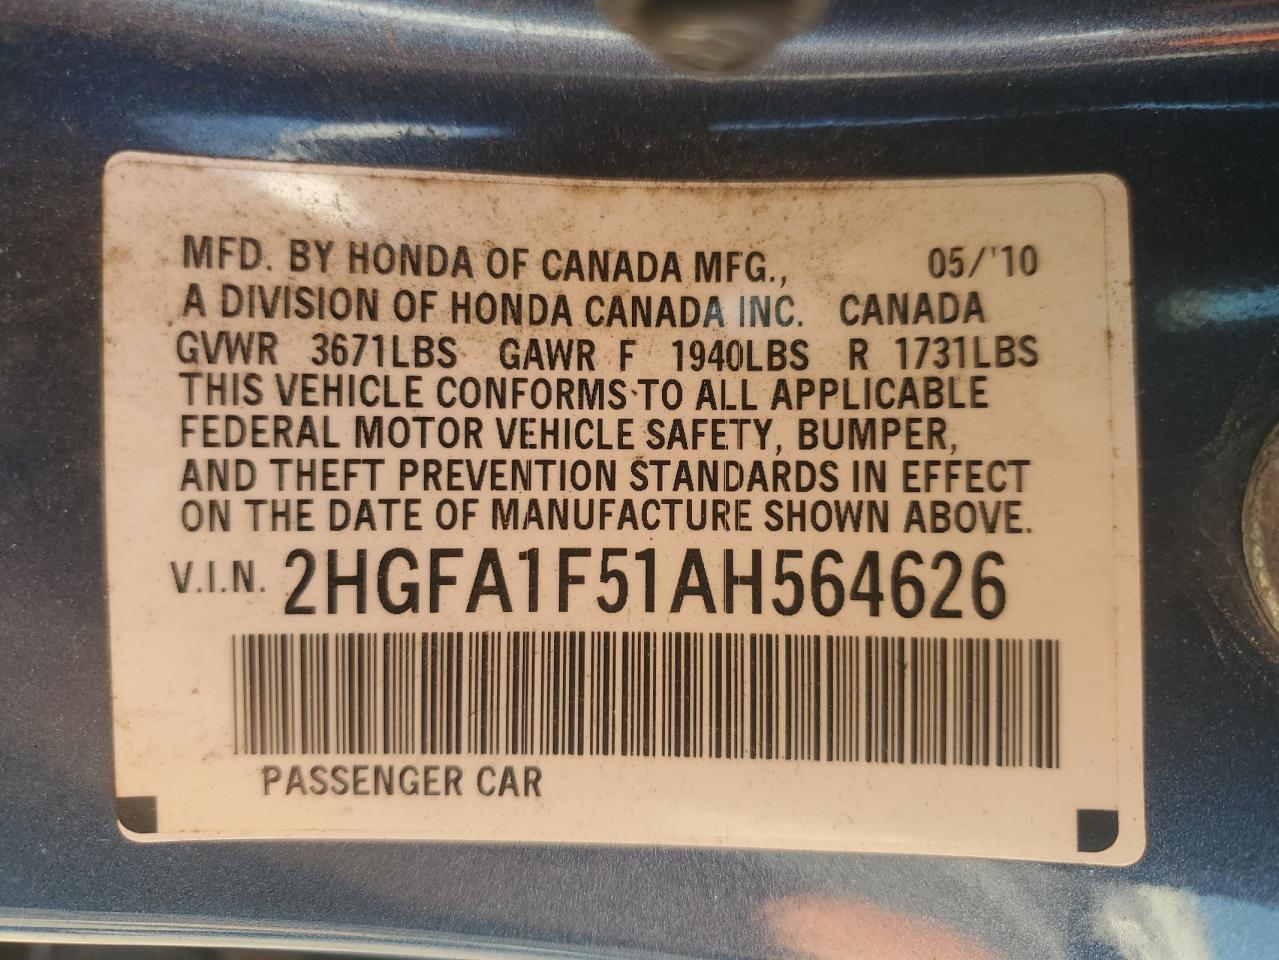 MFD. BY HONDA OF CANADA MFG., 05/'10
A DIVISION OF HONDA CANADA INC. CANADA
GVWR 3671LBS GAWR F 1940LBS R 1731LBS
THIS VEHICLE CONFORMS TO ALL APPLICABLE
FEDERAL MOTOR VEHICLE SAFETY, BUMPER,
AND THEFT PREVENTION STANDARDS IN EFFECT
ON THE DATE OF MANUFACTURE SHOWN ABOVE.
V.I.N. 2HGFA1F51AH564626
PASSENGER CAR